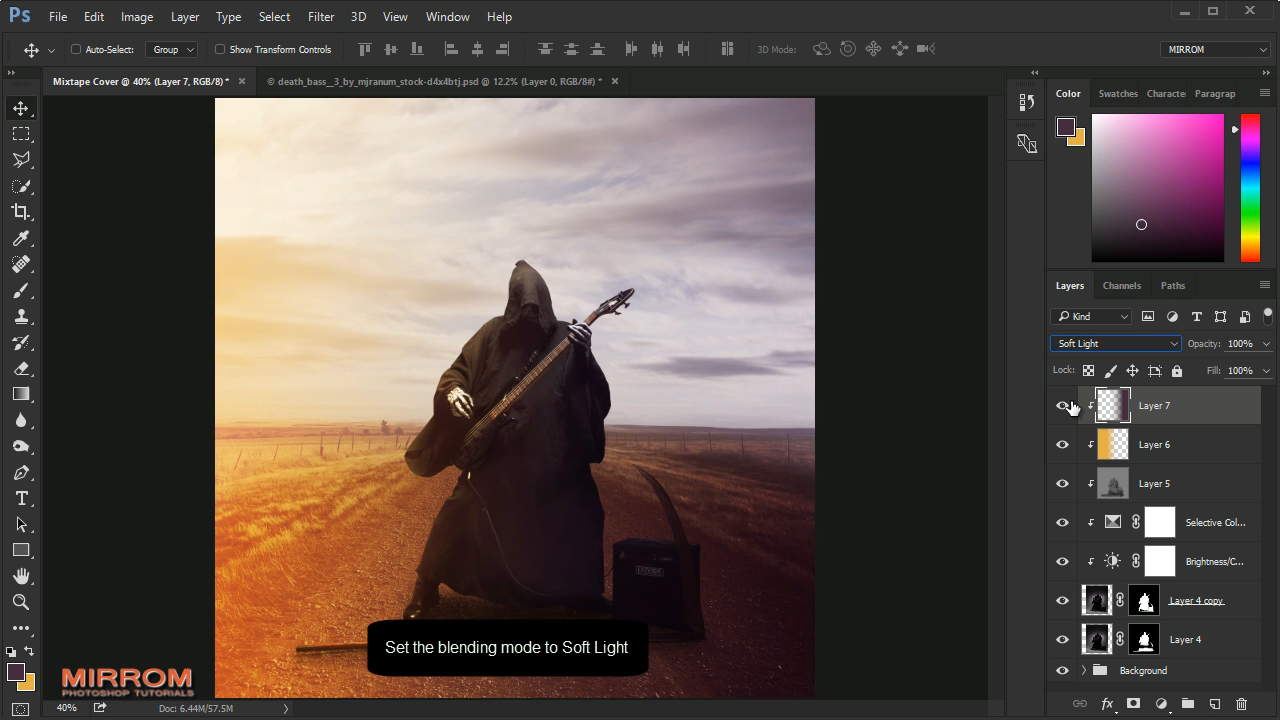 Ps File Edit Image Layer Type Select Filter 3D View Window Help
Auto-Select: Group Show Transform Controls 3D Mode: MIRROM
Mixtape Cover @ 40% (Layer 7, RGB/8) * × © death_bass__3_by_mjranum_stock-d4x4btj.psd @ 12.2% (Layer 0, RGB/8#) * ×
Color Swatches Characte Paragrap
Layers Channels Paths
Kind
Soft Light Opacity: 100%
Lock: Fill: 100%
Layer 7
Layer 6
Layer 5
Selective Col...
Brightness/C...
Layer 4 copy
Layer 4
Background
Set the blending mode to Soft Light
MIRROM
PHOTOSHOP TUTORIALS
40% Doc: 6.44M/57.5M
fx